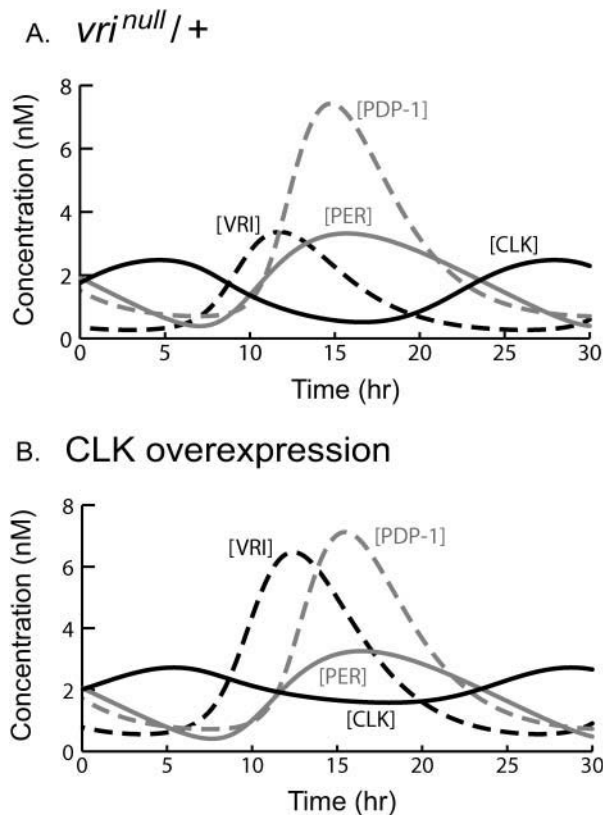 A. vri^null/+
Concentration (nM)
8
6
4
2
0
[PDP-1]
[VRI]
[PER]
[CLK]
0 5 10 15 20 25 30
Time (hr)
B. CLK overexpression
Concentration (nM)
8
6
4
2
0
[VRI]
[PDP-1]
[PER]
[CLK]
0 5 10 15 20 25 30
Time (hr)